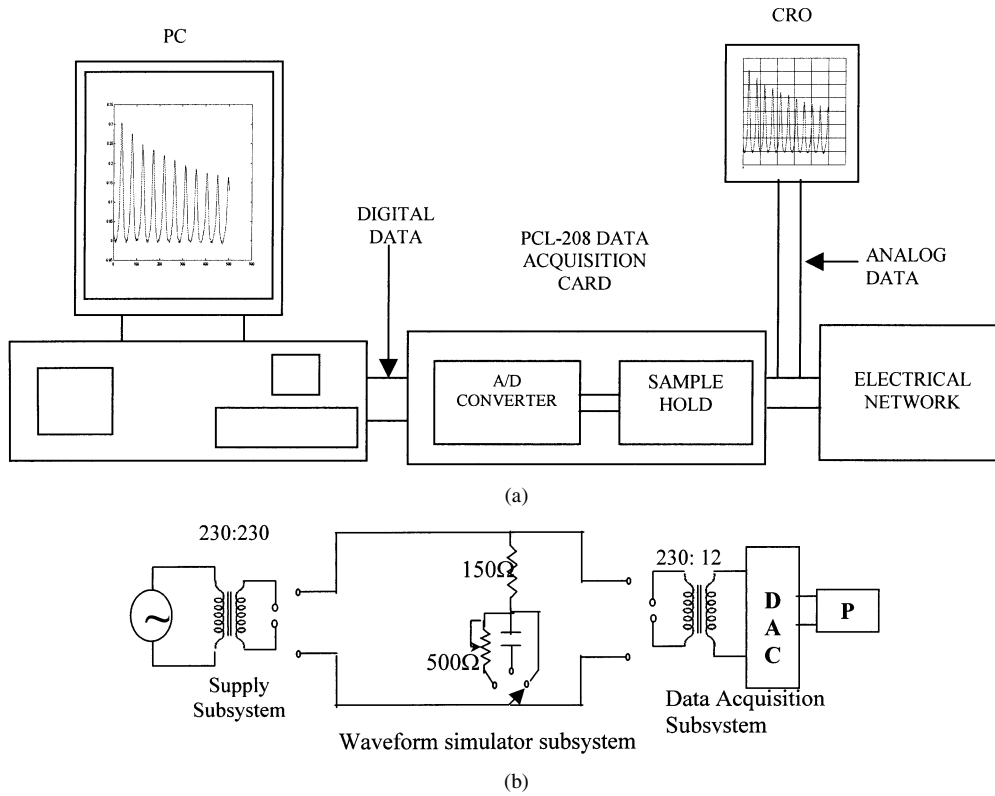 PC
CRO
DIGITAL
DATA
PCL-208 DATA
ACQUISITION
CARD
ANALOG
DATA
A/D
CONVERTER
SAMPLE
HOLD
ELECTRICAL
NETWORK
(a)
230:230
150Ω
500Ω
230: 12
D
A
C
P
Supply
Subsystem
Waveform simulator subsystem
Data Acquisition
Subsystem
(b)